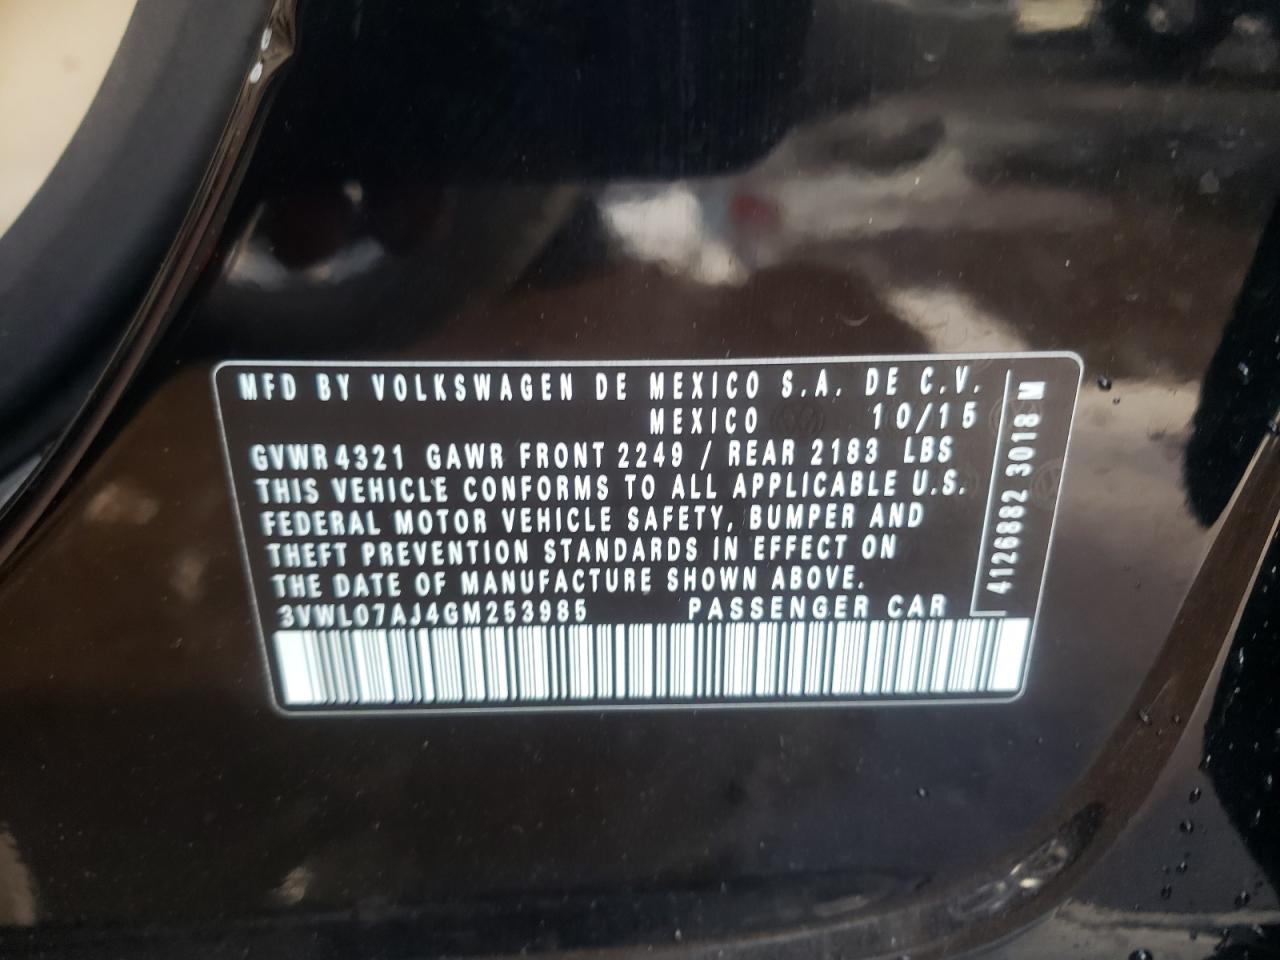 MFD BY VOLKSWAGEN DE MEXICO S.A. DE C.V.
MEXICO 10/15
GVWR 4321 GAWR FRONT 2249 / REAR 2183 LBS
THIS VEHICLE CONFORMS TO ALL APPLICABLE U.S.
FEDERAL MOTOR VEHICLE SAFETY, BUMPER AND
THEFT PREVENTION STANDARDS IN EFFECT ON
THE DATE OF MANUFACTURE SHOWN ABOVE.
3VWL07AJ4GM253985 PASSENGER CAR
4126882 3018 M